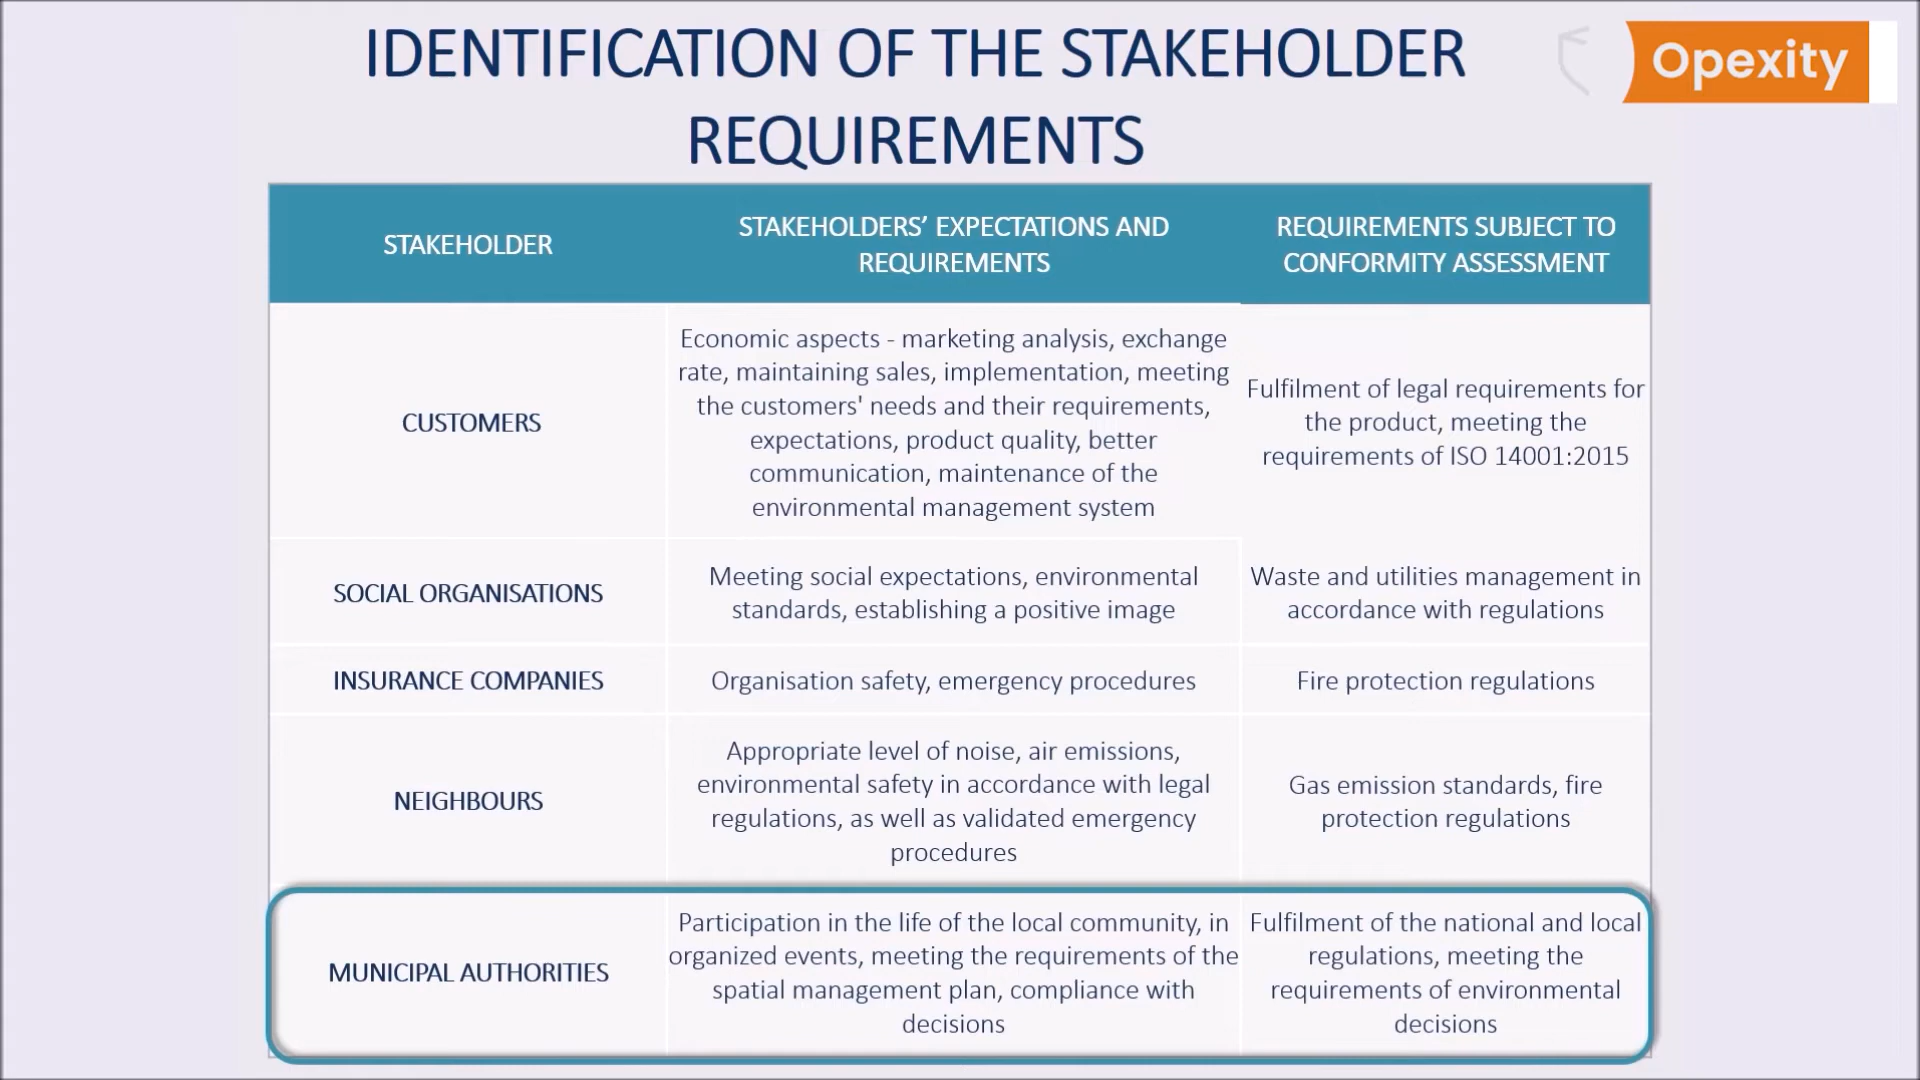 IDENTIFICATION OF THE STAKEHOLDER
REQUIREMENTS
Opexity
STAKEHOLDER
STAKEHOLDERS’ EXPECTATIONS AND
REQUIREMENTS
REQUIREMENTS SUBJECT TO
CONFORMITY ASSESSMENT
CUSTOMERS
Economic aspects - marketing analysis, exchange
rate, maintaining sales, implementation, meeting
the customers' needs and their requirements,
expectations, product quality, better
communication, maintenance of the
environmental management system
Fulfilment of legal requirements for
the product, meeting the
requirements of ISO 14001:2015
SOCIAL ORGANISATIONS
Meeting social expectations, environmental
standards, establishing a positive image
Waste and utilities management in
accordance with regulations
INSURANCE COMPANIES
Organisation safety, emergency procedures
Fire protection regulations
NEIGHBOURS
Appropriate level of noise, air emissions,
environmental safety in accordance with legal
regulations, as well as validated emergency
procedures
Gas emission standards, fire
protection regulations
MUNICIPAL AUTHORITIES
Participation in the life of the local community, in
organized events, meeting the requirements of the
spatial management plan, compliance with
decisions
Fulfilment of the national and local
regulations, meeting the
requirements of environmental
decisions